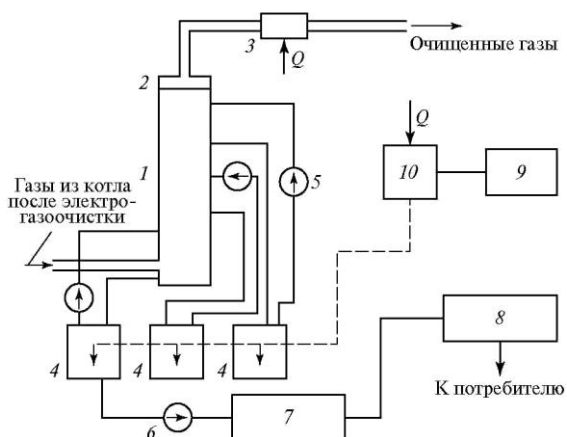 3
Q
Очищенные газы
2
1
5
Q
10
9
Газы из котла
после электро-
газоочистки
4
4
4
8
К потребителю
6
7